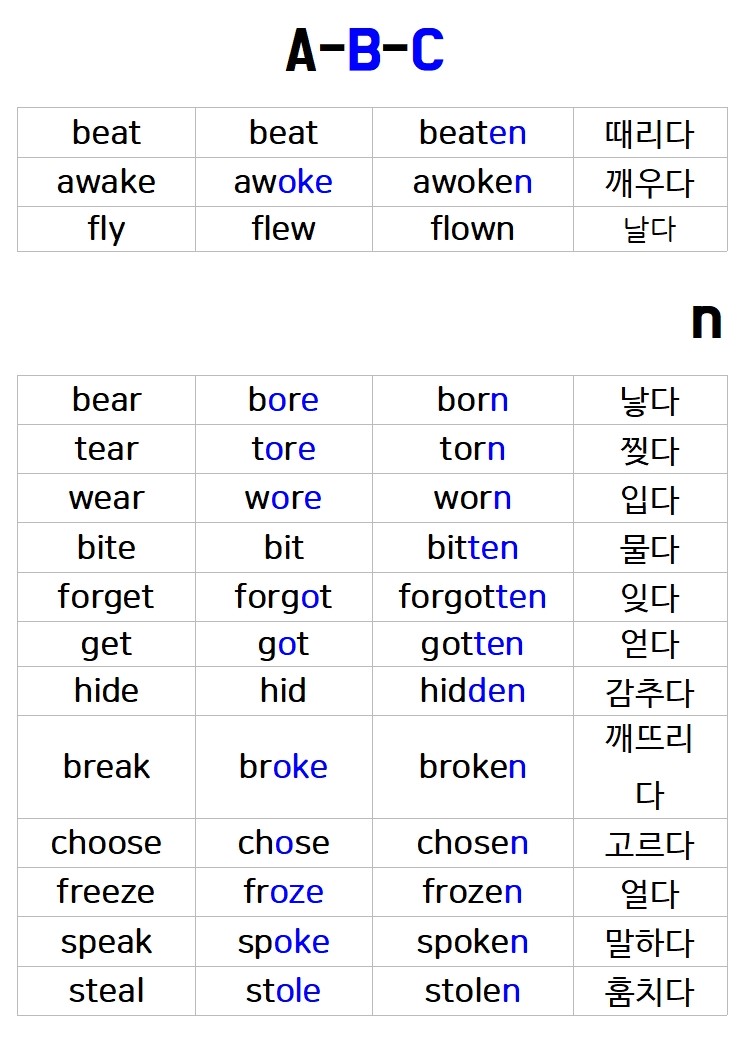 A-B-C
beat beat beaten 때리다
awake awoke awoken 깨우다
fly flew flown 날다
n
bear bore born 낳다
tear tore torn 찢다
wear wore worn 입다
bite bit bitten 물다
forget forgot forgotten 잊다
get got gotten 얻다
hide hid hidden 감추다
break broke broken 깨뜨리
다
choose chose chosen 고르다
freeze froze frozen 얼다
speak spoke spoken 말하다
steal stole stolen 훔치다